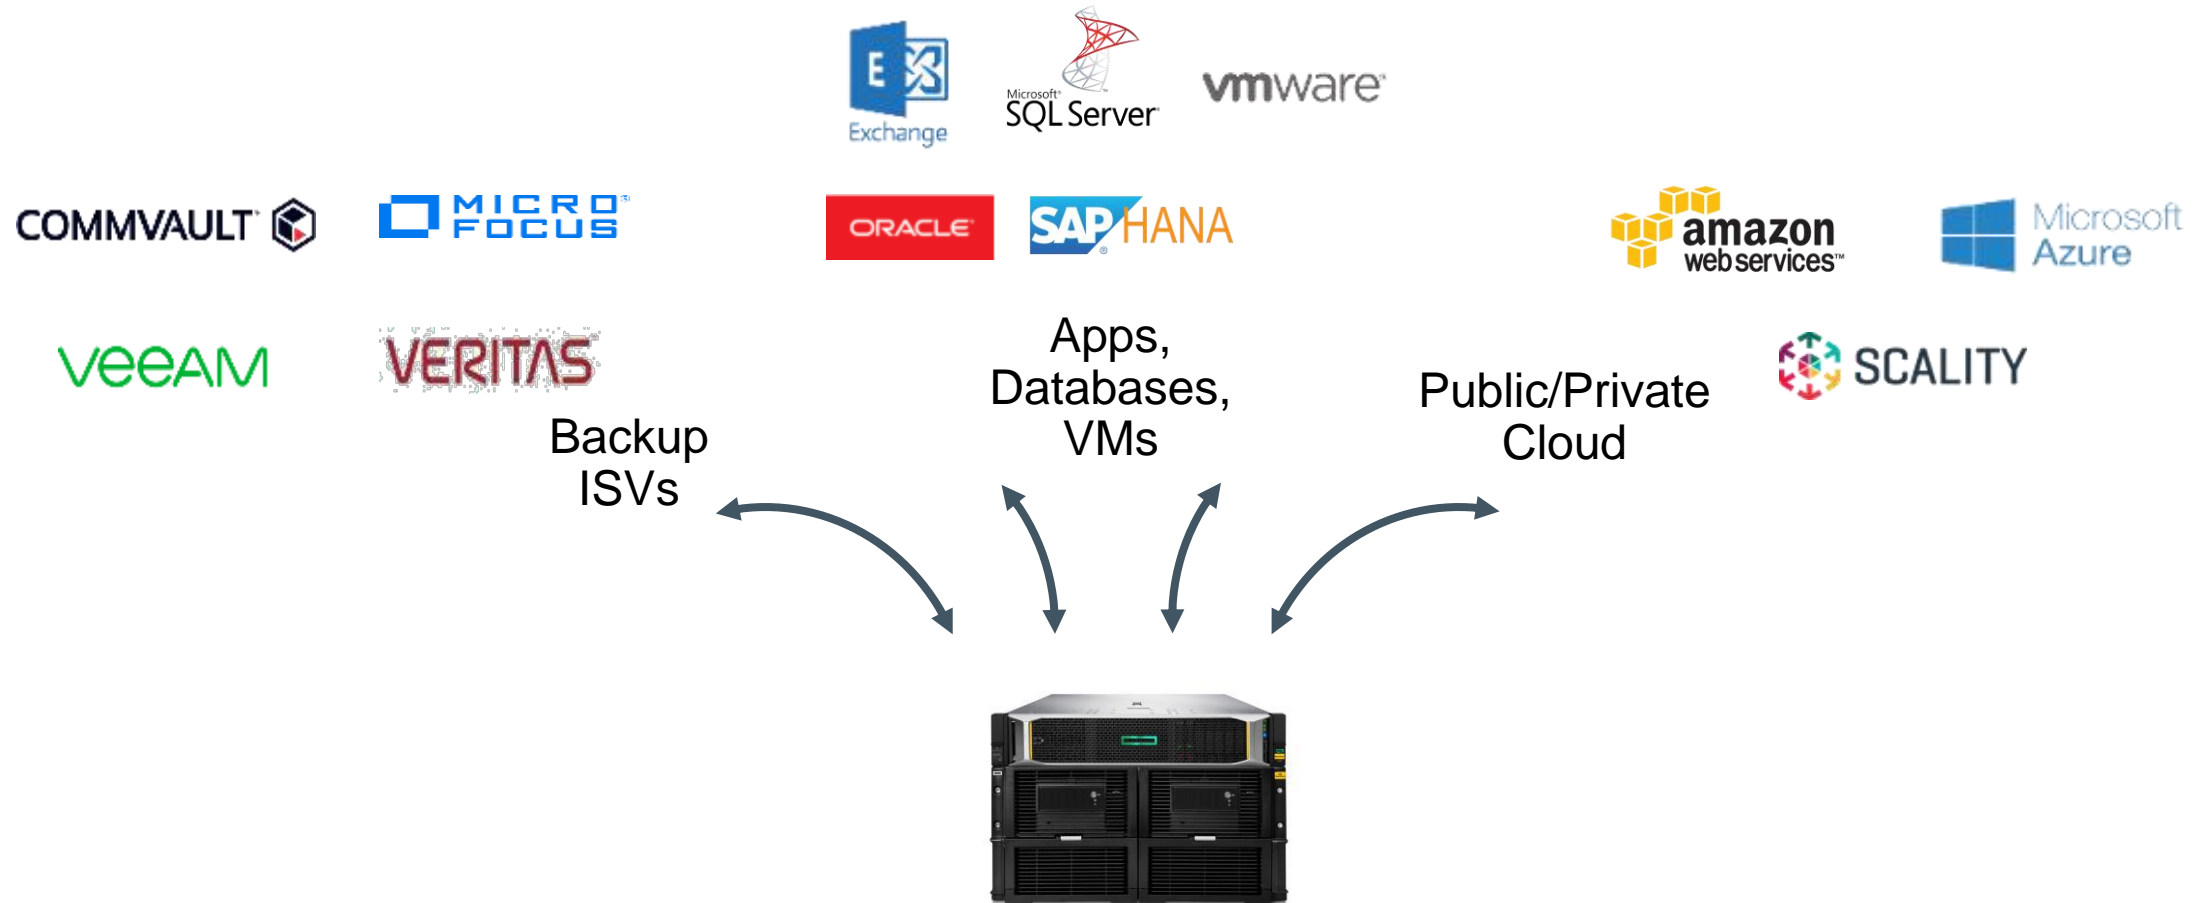 E
Exchange
Microsoft®
SQL Server
vmware
COMMVAULT
MICRO
FOCUS
ORACLE®
SAP® HANA
amazon
web services™
Microsoft
Azure
veeAM
VERITAS
SCALITY
Apps,
Databases,
VMs
Public/Private
Cloud
Backup
ISVs